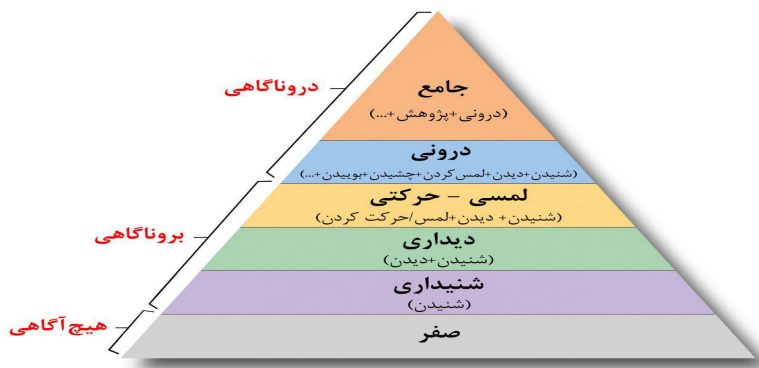 جامع
(درونی+پژوهش+...)
درونی
(شنیدن+دیدن+لمس‌کردن+چشیدن+بوییدن+...)
لمسی - حرکتی
(شنیدن+ دیدن+لمس/حرکت کردن)
دیداری
(شنیدن+دیدن)
شنیداری
(شنیدن)
صفر
دروناگاهی
بروناگاهی
هیچ‌آگاهی